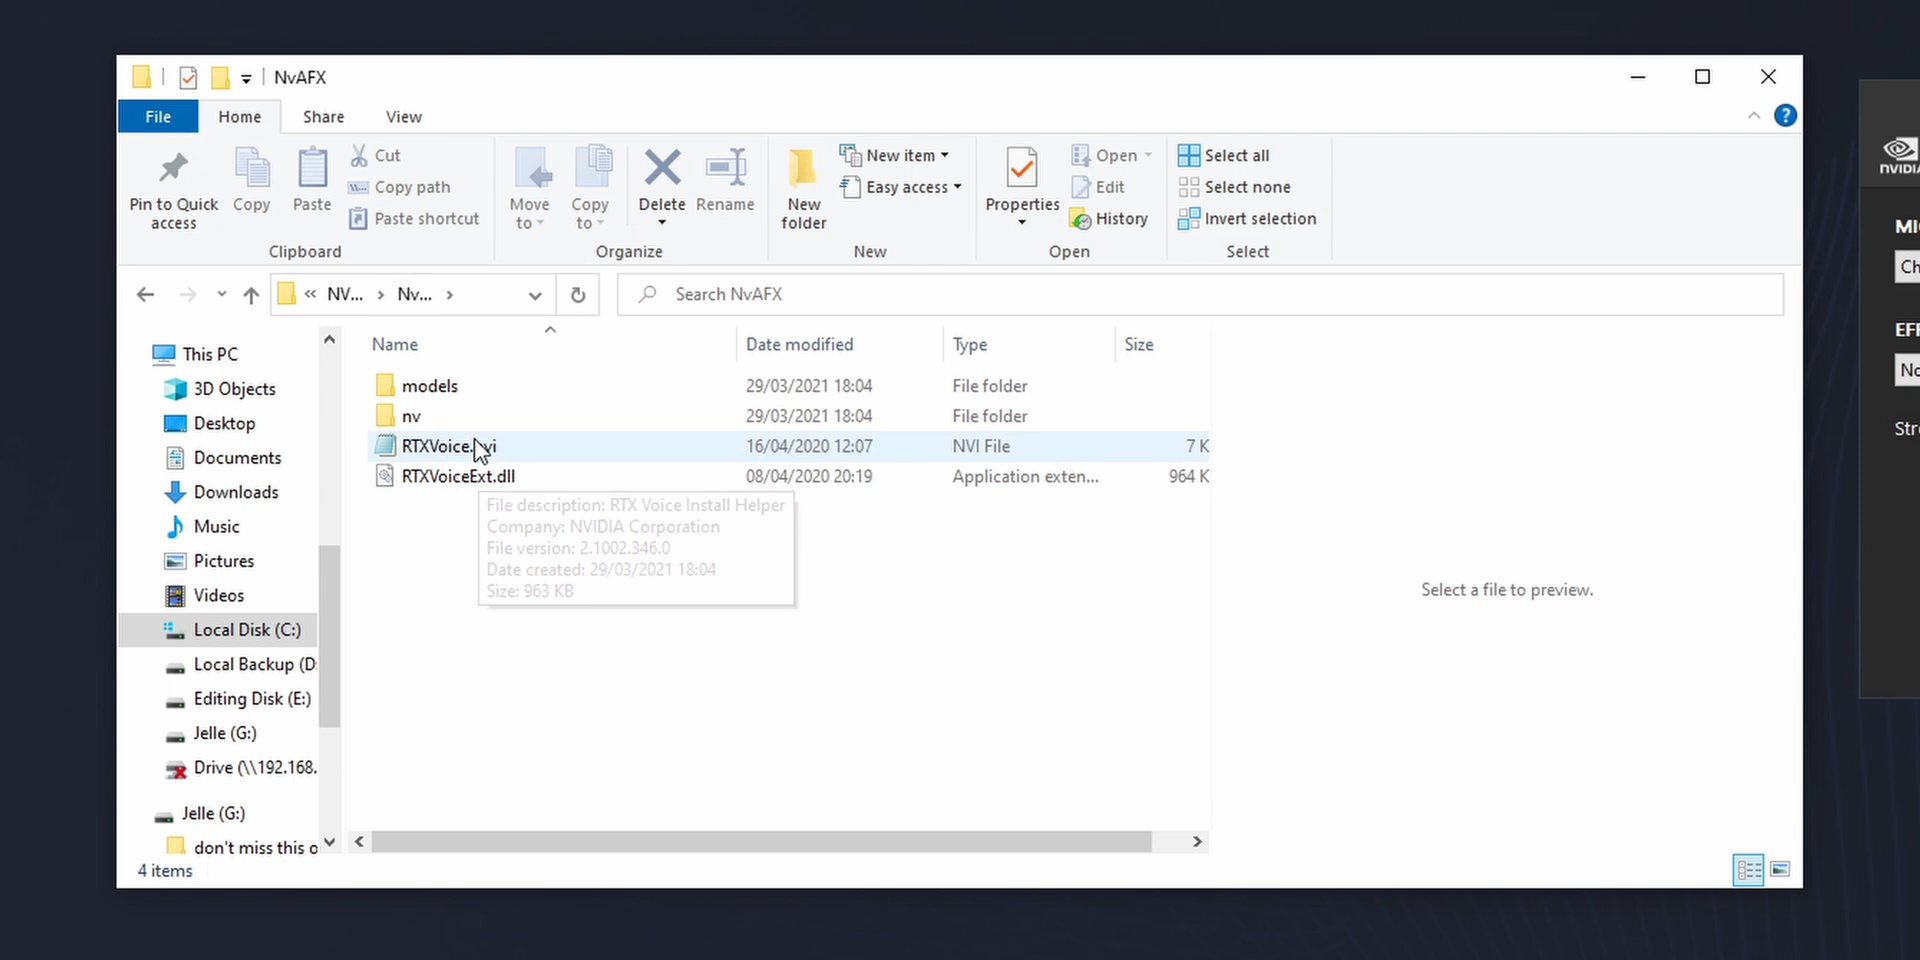 NvAFX
File
Home
Share
View
Pin to Quick access
Copy
Paste
Cut
Copy path
Paste shortcut
Clipboard
Move to
Copy to
Delete
Rename
Organize
New folder
New item
Easy access
New
Properties
Open
Edit
History
Open
Select all
Select none
Invert selection
Select
« NV... > Nv... >
Search NvAFX
This PC
3D Objects
Desktop
Documents
Downloads
Music
Pictures
Videos
Local Disk (C:)
Local Backup (D:
Editing Disk (E:)
Jelle (G:)
Drive (\\192.168.
Jelle (G:)
don't miss this o
Name Date modified Type Size
models 29/03/2021 18:04 File folder
nv 29/03/2021 18:04 File folder
RTXVoice. vi 16/04/2020 12:07 NVI File 7 K
RTXVoiceExt.dll 08/04/2020 20:19 Application exten... 964 K
File description: RTX Voice Install Helper
Company: NVIDIA Corporation
File version: 2.1002.346.0
Date created: 29/03/2021 18:04
Size: 963 KB
Select a file to preview.
4 items
?
NVIDIA
MI
Ch
EF
No
Str